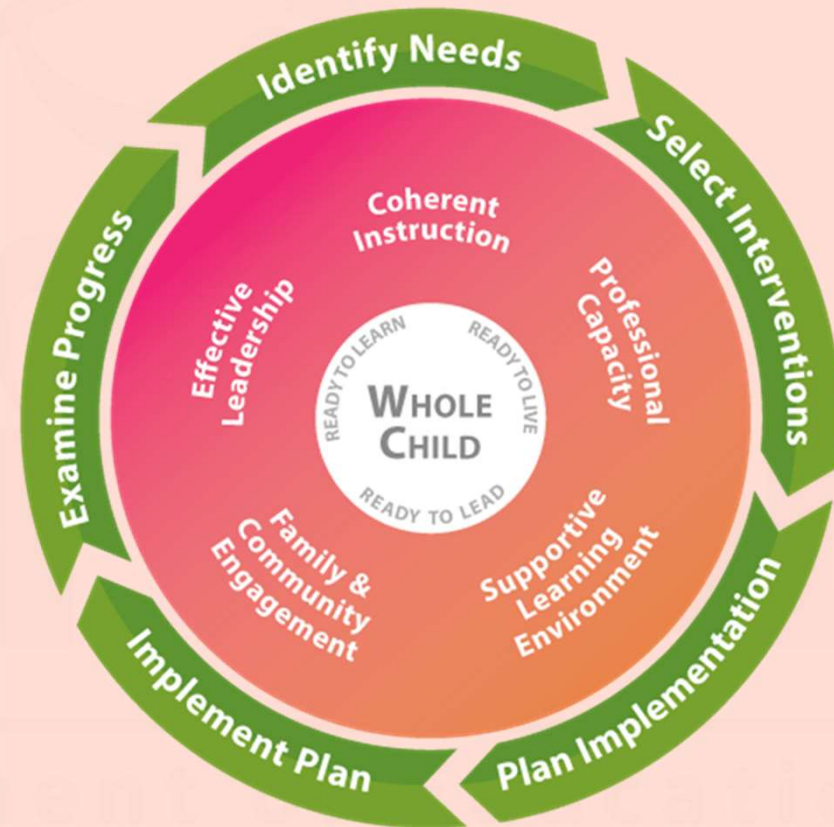 Identify Needs
Select Interventions
Plan Implementation
Implement Plan
Examine Progress
Coherent
Instruction
Professional
Capacity
Supportive
Learning
Environment
Family &
Community
Engagement
Effective
Leadership
READY TO LEARN
READY TO LIVE
READY TO LEAD
WHOLE
CHILD